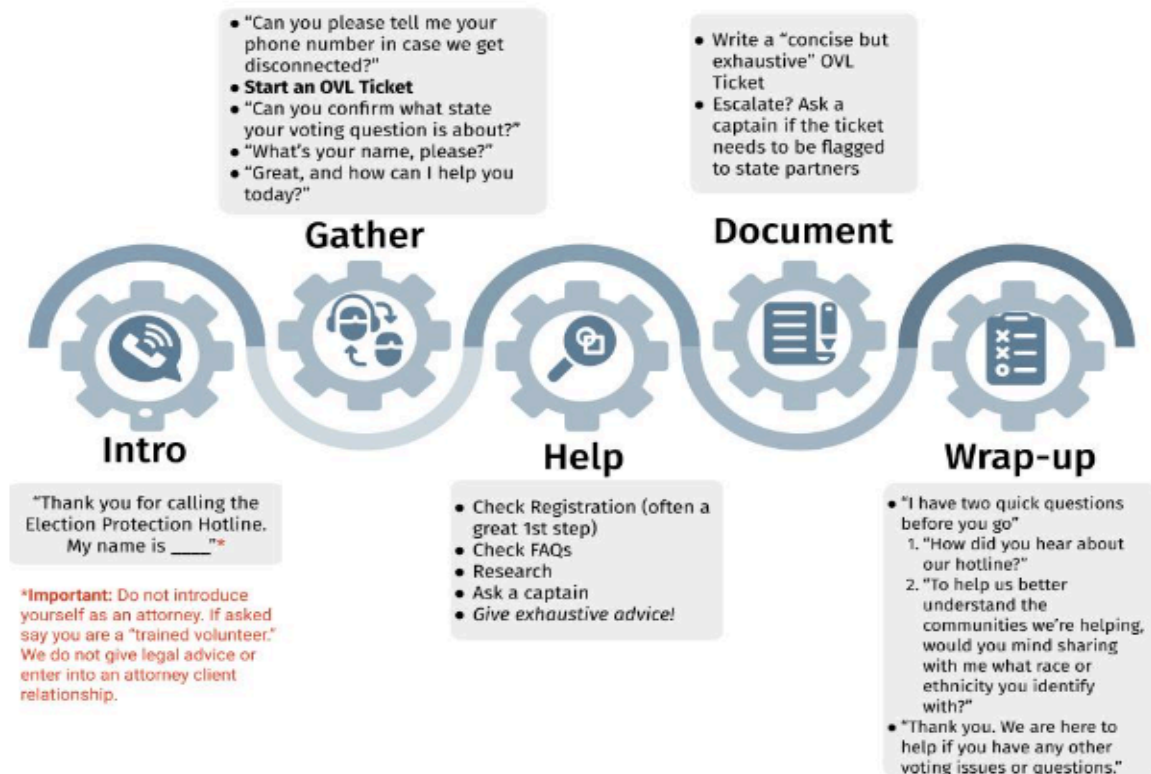 ● "Can you please tell me your
phone number in case we get
disconnected?"
● Start an OVL Ticket
● "Can you confirm what state
your voting question is about?"
● "What's your name, please?"
● "Great, and how can I help you
today?"
Gather
● Write a "concise but
exhaustive" OVL
Ticket
● Escalate? Ask a
captain if the ticket
needs to be flagged
to state partners
Document
Intro
"Thank you for calling the
Election Protection Hotline.
My name is ____"*
*Important: Do not introduce
yourself as an attorney. If asked
say you are a "trained volunteer."
We do not give legal advice or
enter into an attorney client
relationship.
Help
● Check Registration (often a
great 1st step)
● Check FAQs
● Research
● Ask a captain
● Give exhaustive advice!
Wrap-up
● "I have two quick questions
before you go"
1. "How did you hear about
our hotline?"
2. "To help us better
understand the
communities we're helping,
would you mind sharing
with me what race or
ethnicity you identify
with?"
● "Thank you. We are here to
help if you have any other
voting issues or questions."